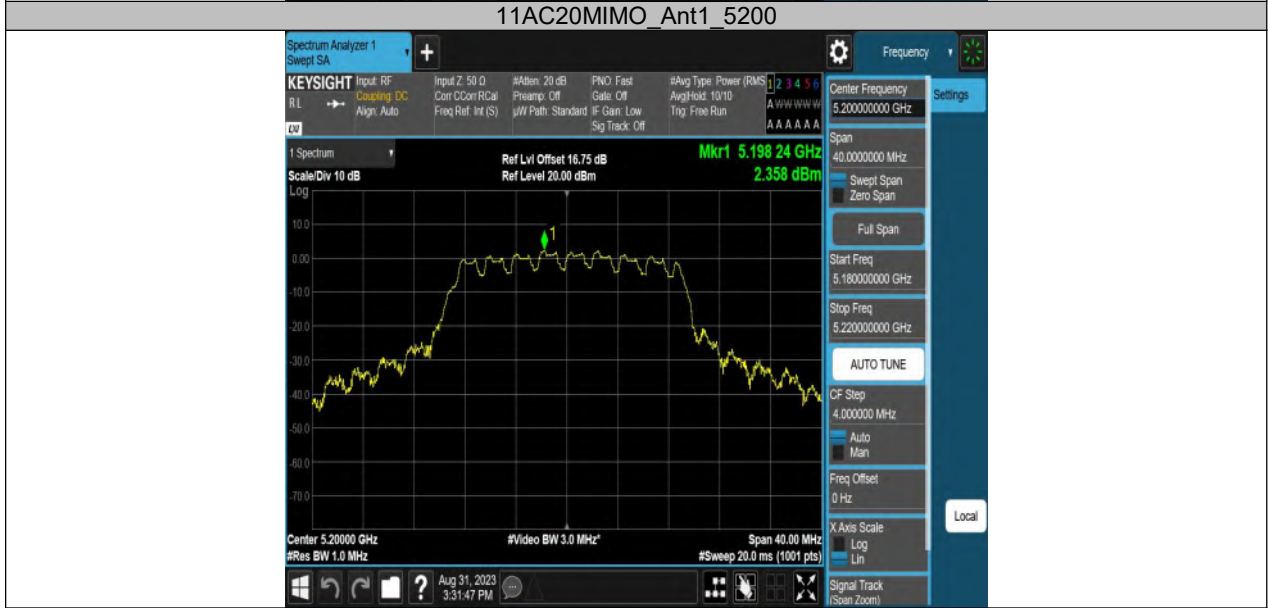 11AC20MIMO_Ant1_5200
Spectrum Analyzer 1
Swept SA
+
Frequency
KEYSIGHT
RL
LXI
Input: RF
Coupling: DC
Align: Auto
Input Z: 50 Ω
Corr CCorr RCal
Freq Ref: Int (S)
#Atten: 20 dB
Preamp: Off
µW Path: Standard
PNO: Fast
Gate: Off
IF Gain: Low
Sig Track: Off
#Avg Type: Power (RMS
Avg|Hold: 10/10
Trig: Free Run
1 2 3 4 5 6
A W W W W W
A A A A A A
Center Frequency
5.200000000 GHz
Settings
1 Spectrum
Scale/Div 10 dB
Ref Lvl Offset 16.75 dB
Ref Level 20.00 dBm
Mkr1 5.198 24 GHz
2.358 dBm
Span
40.0000000 MHz
Swept Span
Zero Span
Full Span
Start Freq
5.180000000 GHz
Stop Freq
5.220000000 GHz
AUTO TUNE
CF Step
4.000000 MHz
Auto
Man
Freq Offset
0 Hz
X Axis Scale
Log
Lin
Signal Track
(Span Zoom)
Local
Log
10.0
0.00
-10.0
-20.0
-30.0
-40.0
-50.0
-60.0
-70.0
1
Center 5.20000 GHz
#Res BW 1.0 MHz
#Video BW 3.0 MHz*
Span 40.00 MHz
#Sweep 20.0 ms (1001 pts)
?
Aug 31, 2023
3:31:47 PM